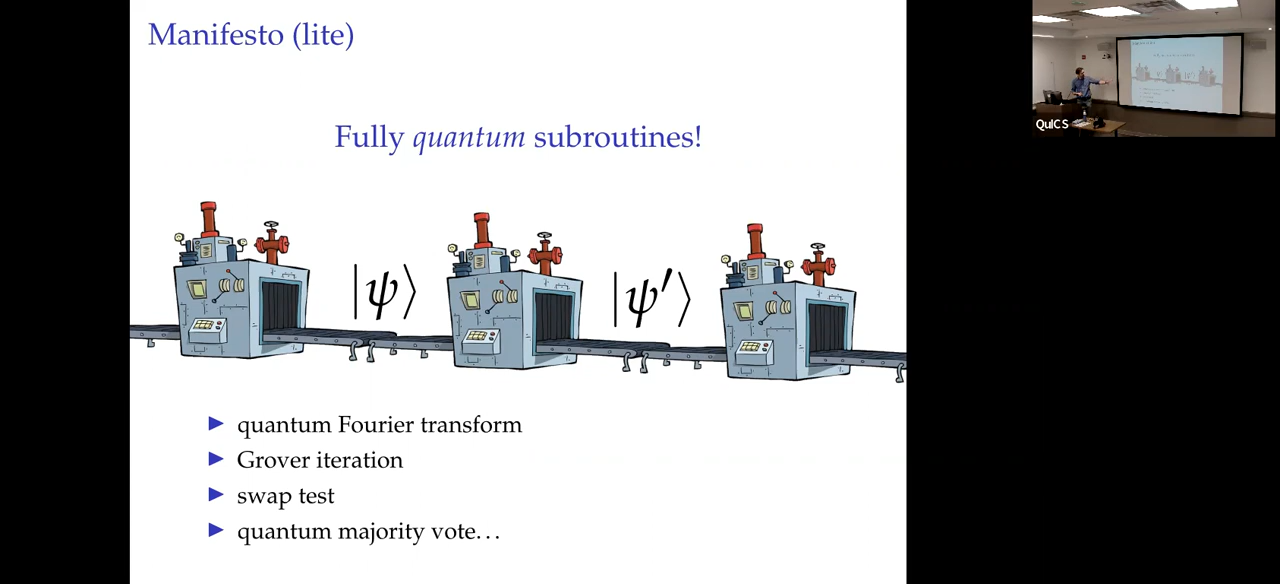 Manifesto (lite)
Fully quantum subroutines!
|ψ⟩
|ψ′⟩
▶ quantum Fourier transform
▶ Grover iteration
▶ swap test
▶ quantum majority vote...
QuICS